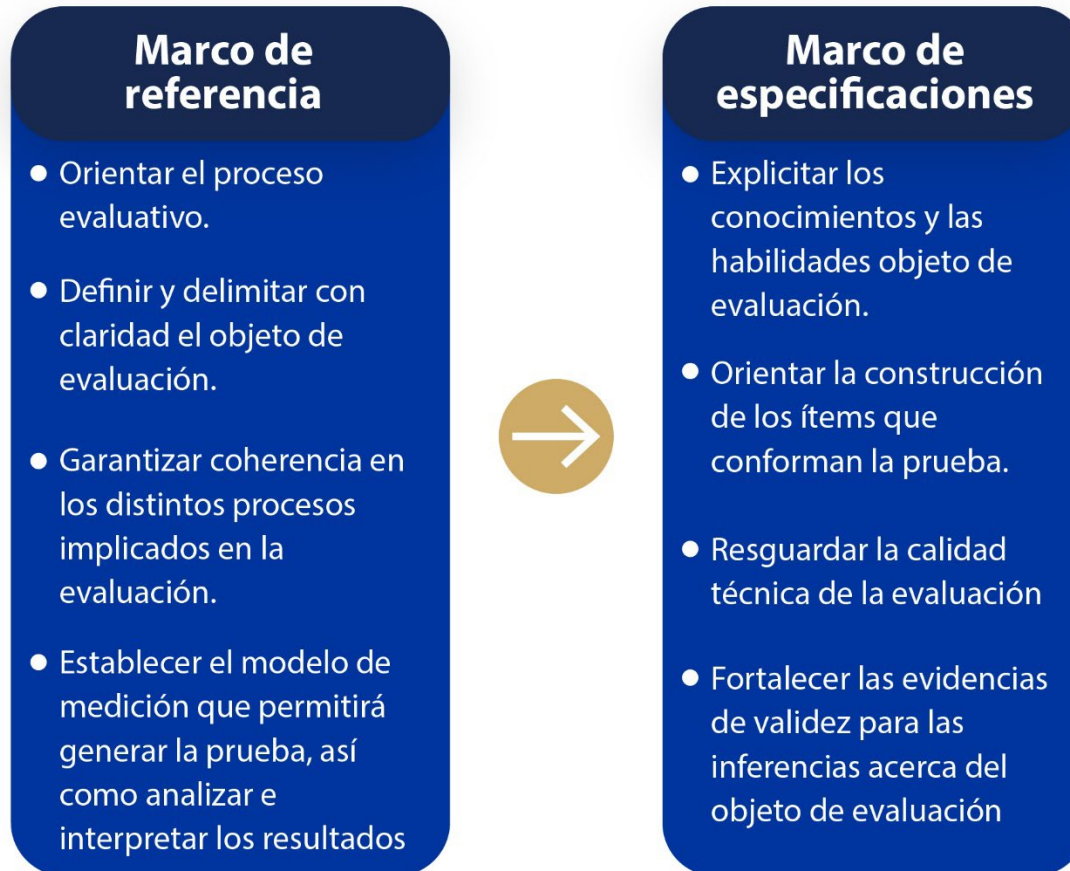 Marco de
referencia
Orientar el proceso
evaluativo.
Definir y delimitar con
claridad el objeto de
evaluación.
Garantizar coherencia en
los distintos procesos
implicados en la
evaluación.
Establecer el modelo de
medición que permitirá
generar la prueba, así
como analizar e
interpretar los resultados
Marco de
especificaciones
Explicitar los
conocimientos y las
habilidades objeto de
evaluación.
Orientar la construcción
de los ítems que
conforman la prueba.
Resguardar la calidad
técnica de la evaluación
Fortalecer las evidencias
de validez para las
inferencias acerca del
objeto de evaluación